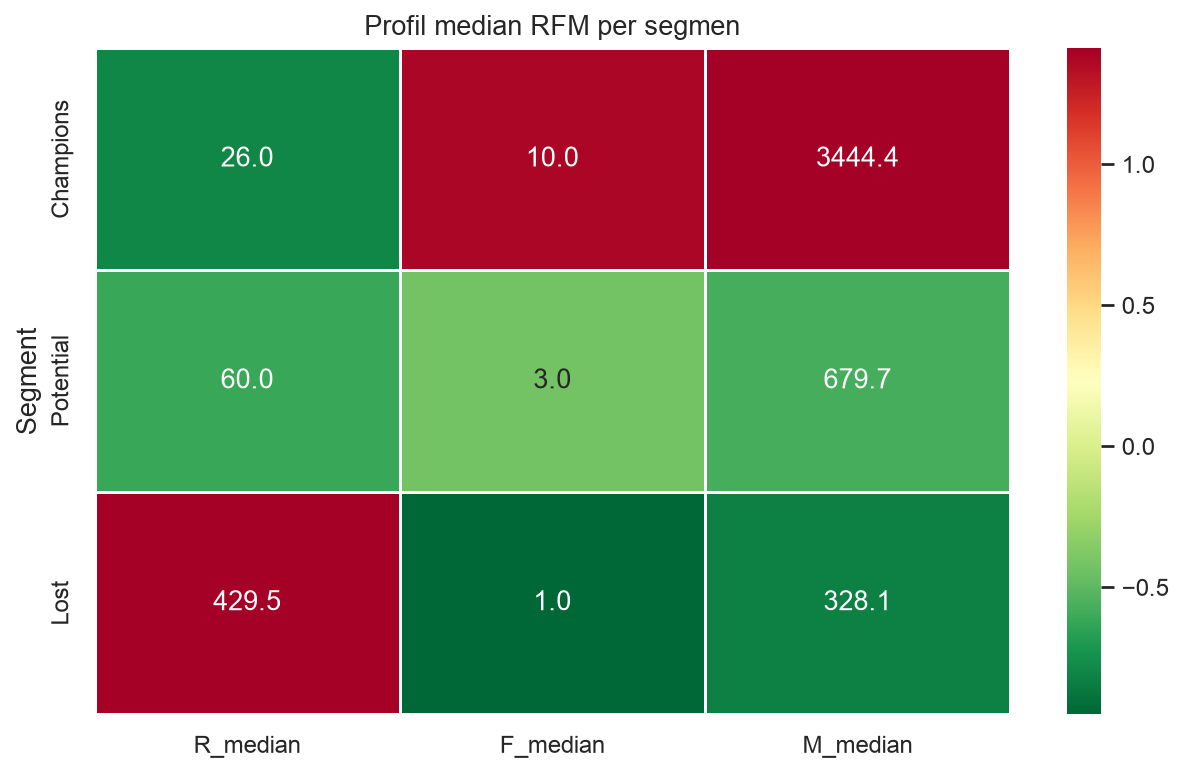 Profil median RFM per segmen
Segment
Champions
26.0 10.0 3444.4
Potential
60.0 3.0 679.7
Lost
429.5 1.0 328.1
R_median F_median M_median
1.0
0.5
0.0
−0.5